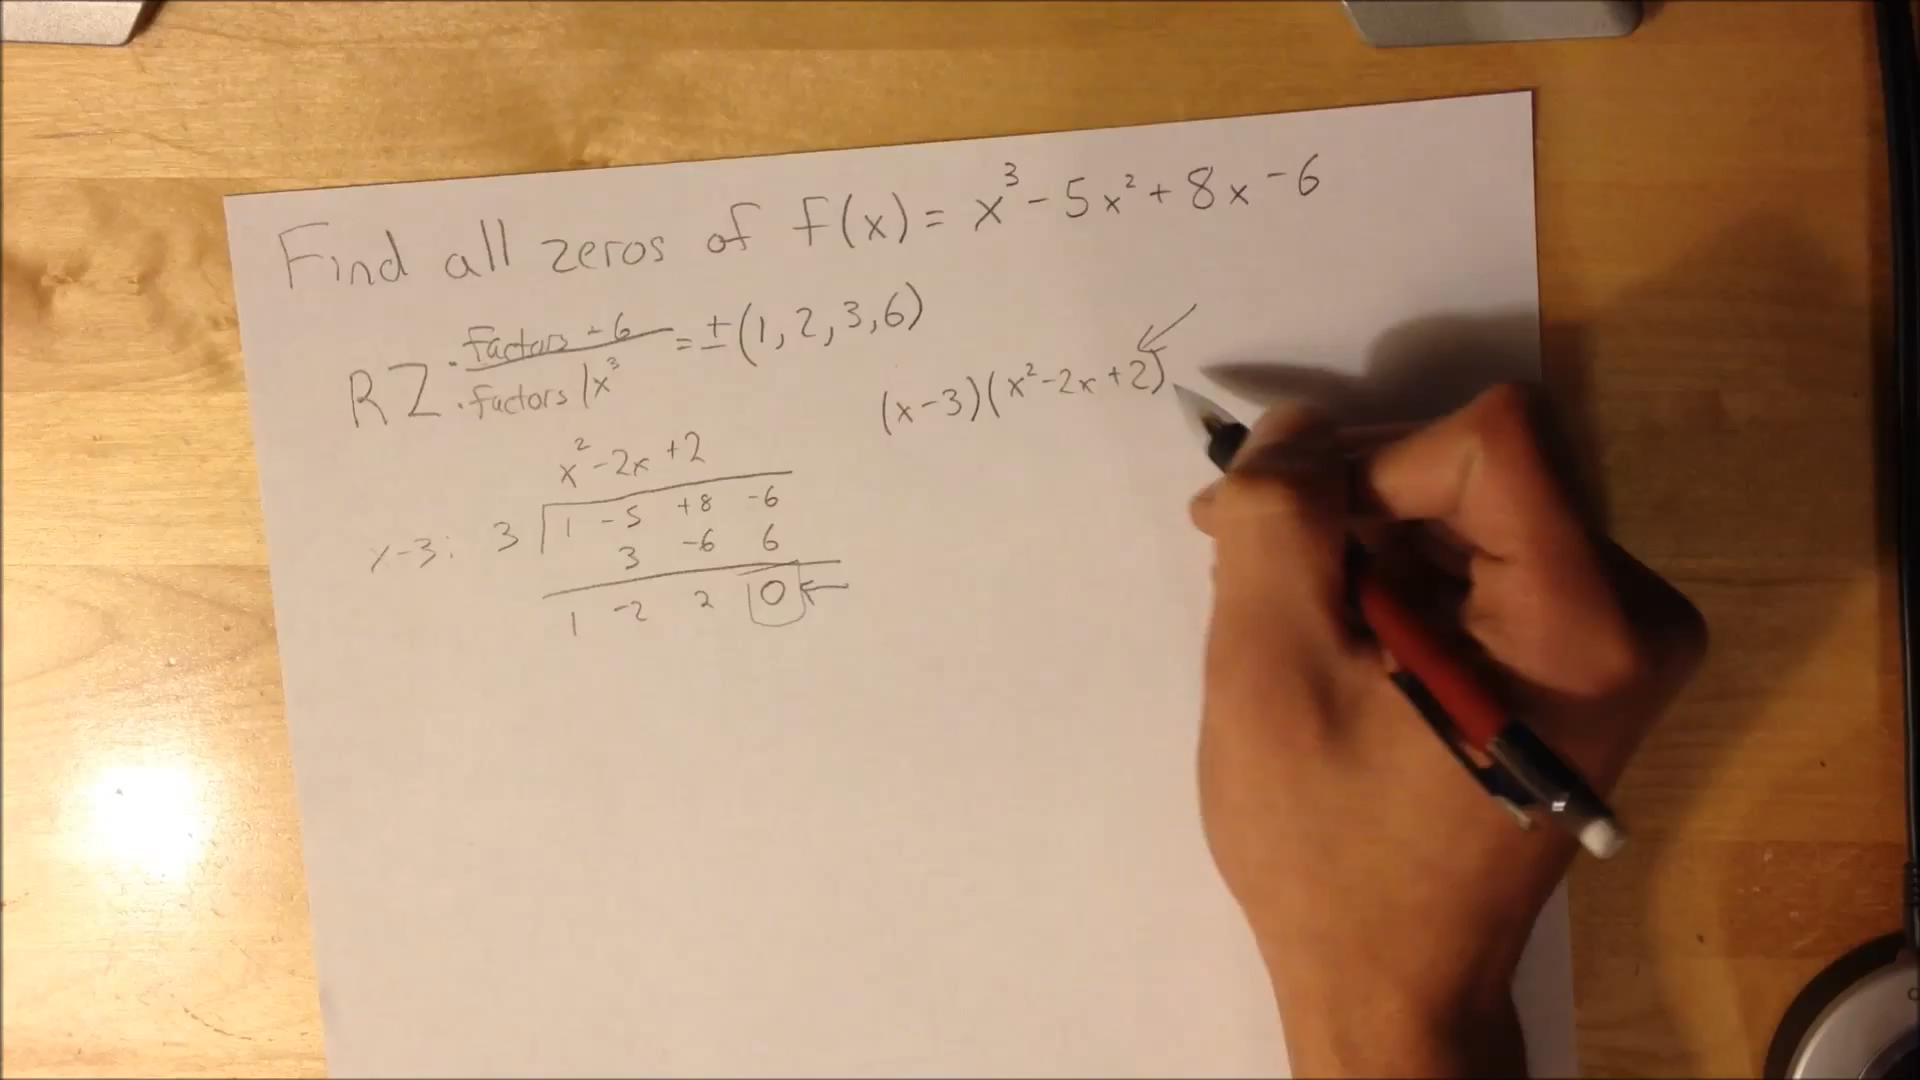 Find all zeros of f(x) = x³ - 5x² + 8x - 6
RZ · factors - 6 / · factors 1x³ = ± (1, 2, 3, 6)
(x - 3)(x² - 2x + 2)
x² - 2x + 2
x-3: 3 1 -5 +8 -6
3 -6 6
1 -2 2 0